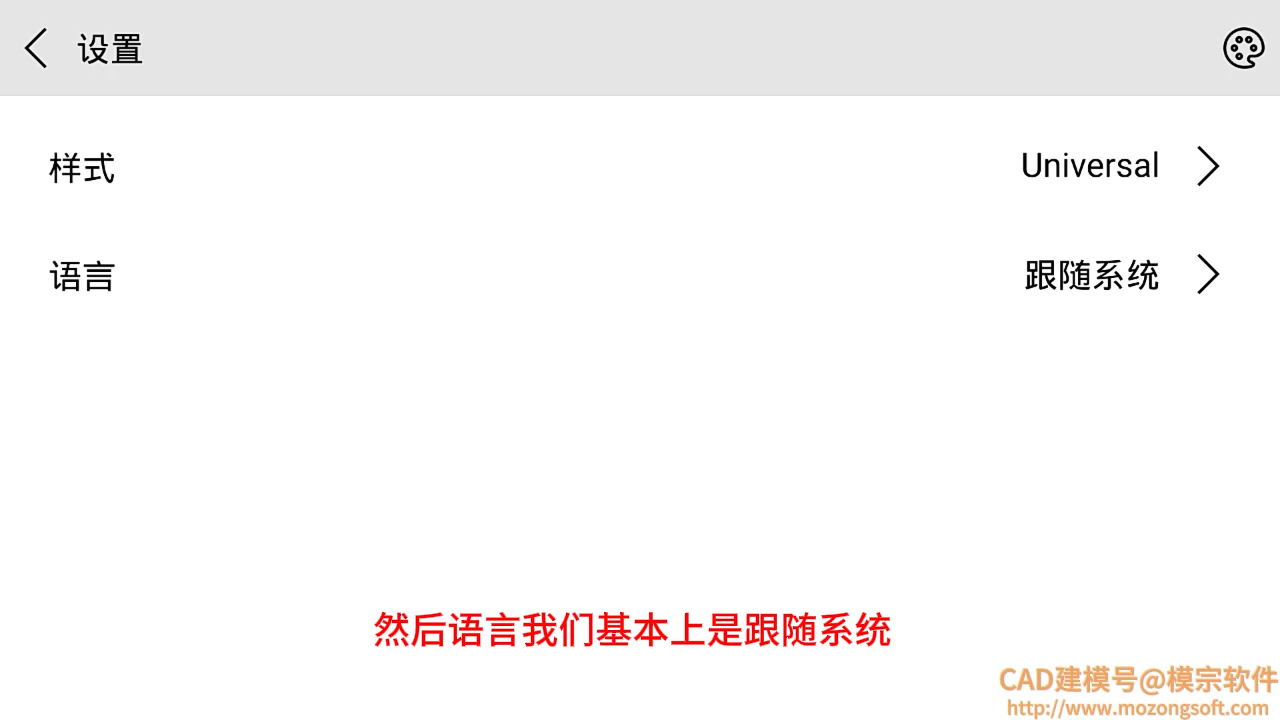 设置
样式 Universal
语言 跟随系统
然后语言我们基本上是跟随系统
CAD建模号@模宗软件
http://www.mozongsoft.com